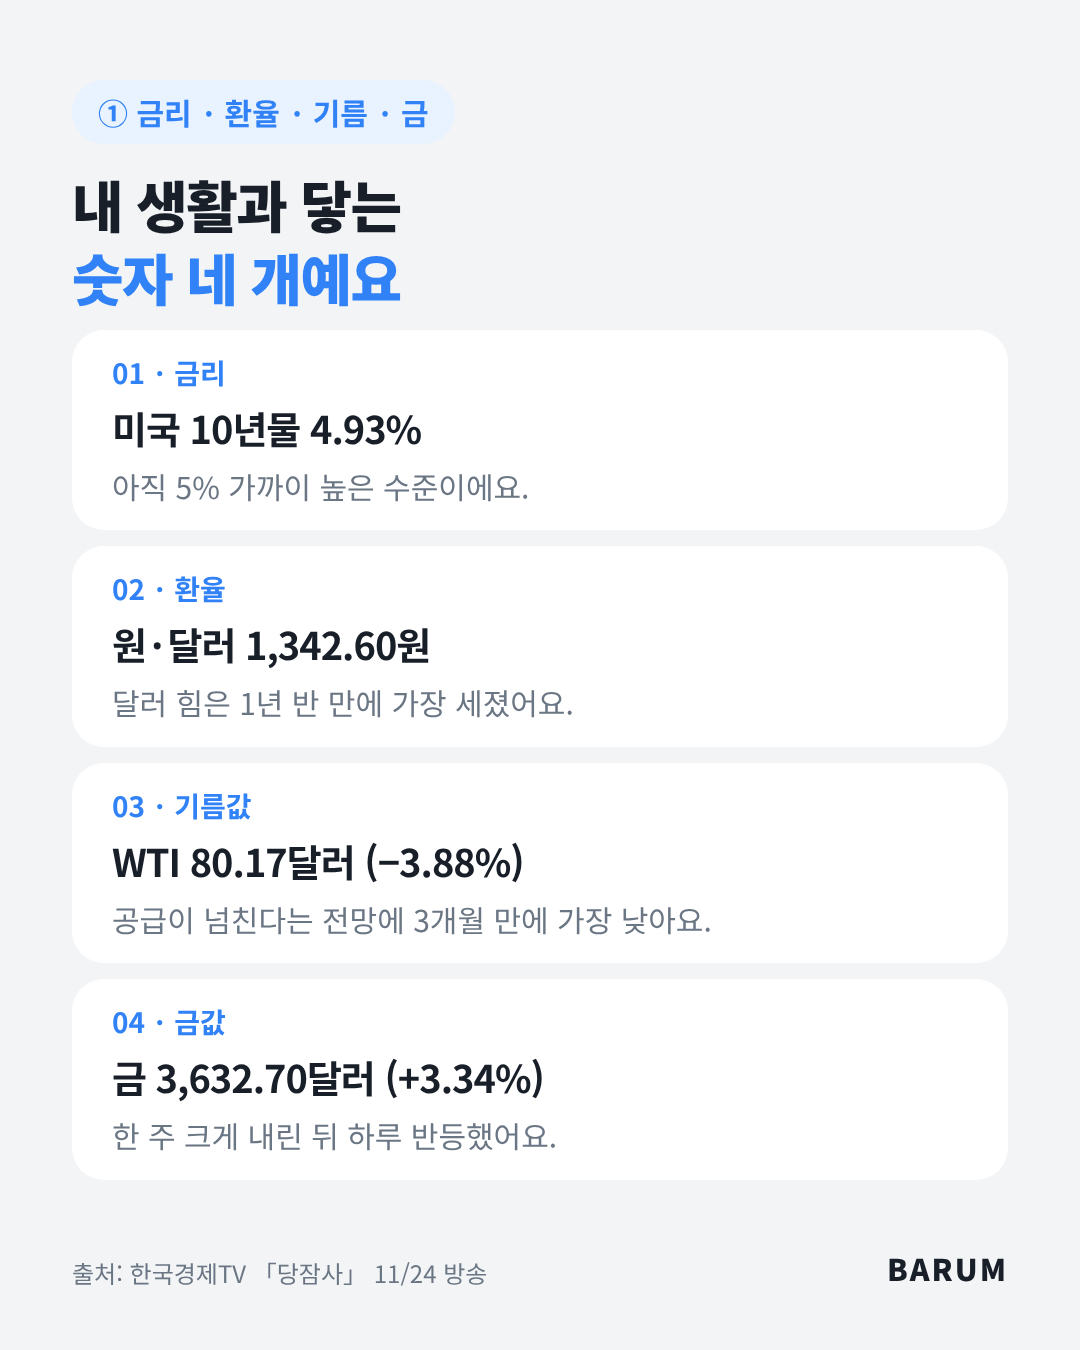 ① 금리 · 환율 · 기름 · 금
내 생활과 닿는
숫자 네 개예요
01 · 금리
미국 10년물 4.93%
아직 5% 가까이 높은 수준이에요.
02 · 환율
원·달러 1,342.60원
달러 힘은 1년 반 만에 가장 세졌어요.
03 · 기름값
WTI 80.17달러 (−3.88%)
공급이 넘친다는 전망에 3개월 만에 가장 낮아요.
04 · 금값
금 3,632.70달러 (+3.34%)
한 주 크게 내린 뒤 하루 반등했어요.
출처: 한국경제TV 「당잠사」 11/24 방송
BARUM